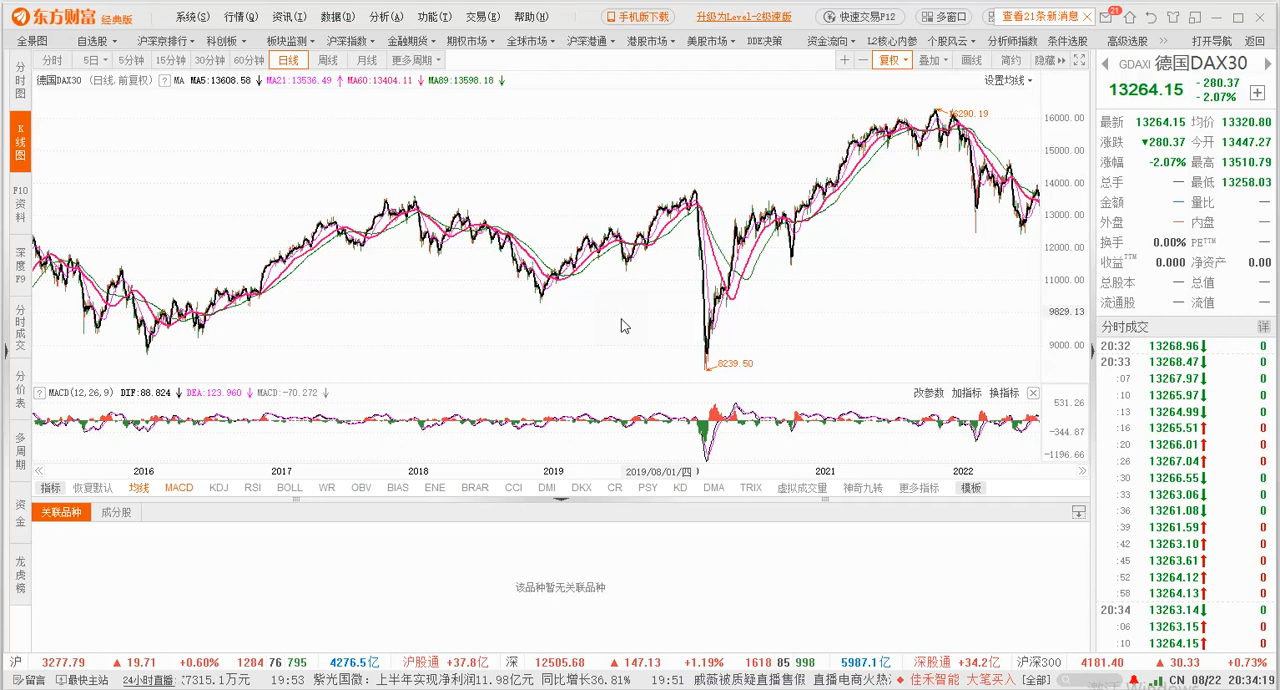 东方财富 经典版 系统(S) 行情(Q) 资讯(I) 数据(D) 分析(A) 功能(T) 交易(E) 帮助(H) 手机版下载 升级为Level-2极速版 快速交易F12 多窗口 查看21条新消息 21
全景图 自选股 沪深京排行 科创板 板块监测 沪深指数 金融期货 期权市场 全球市场 沪深港通 港股市场 美股市场 DDE决策 资金流向 L2核心内参 个股风云 分析师指数 条件选股 高级选股 >> 打开导航 返回
分时 5日 5分钟 15分钟 30分钟 60分钟 日线 周线 月线 更多周期 + － 复权 叠加 画线 简约 隐藏
德国DAX30 (日线.前复权) ? MA MA5:13608.58 ↓ MA21:13536.49 ↑ MA60:13404.11 ↓ MA89:13598.18 ↓ 设置均线
分时图
K线图
F10资料
深度F9
分时成交
分价表
多周期
资金
龙虎榜
16290.19
8239.50
16000.00
15000.00
14000.00
13000.00
12000.00
11000.00
9829.13
9000.00
? MACD(12,26,9) DIF:88.824 ↓ DEA:123.960 ↓ MACD:-70.272 ↓ 改参数 加指标 换指标
531.26
-344.87
-1196.66
2016 2017 2018 2019 2019/08/01/四 2021 2022
指标 恢复默认 均线 MACD KDJ RSI BOLL WR OBV BIAS ENE BRAR CCI DMI DKX CR PSY KD DMA TRIX 虚拟成交量 神奇九转 更多指标 模板
关联品种 成分股
该品种暂无关联品种
GDAXI 德国DAX30
13264.15 -280.37
-2.07%
最新 13264.15 均价 13320.80
涨跌 ▼280.37 今开 13447.27
涨幅 -2.07% 最高 13510.79
总手 — 最低 13258.03
金额 — 量比 —
外盘 — 内盘 —
换手 0.00% PE™ —
收益™ 0.000 净资产 0.00
总股本 — 总值 —
流通股 — 流值 —
分时成交 详
20:32 13268.96↓ 0
20:33 13268.47↓ 0
:07 13267.97↓ 0
:10 13265.97↓ 0
:13 13264.99↓ 0
:16 13265.51↑ 0
:20 13266.01↑ 0
:26 13267.04↑ 0
:30 13266.55↓ 0
:33 13263.06↓ 0
:36 13261.08↓ 0
:39 13261.59↑ 0
:42 13263.10↑ 0
:45 13263.61↑ 0
:52 13264.12↑ 0
:58 13264.13↑ 0
20:34 13263.14↓ 0
:06 13263.15↑ 0
:10 13264.15↑ 0
沪 3277.79 ▲ 19.71 +0.60% 1284 76 795 4276.5亿 沪股通 +37.8亿 深 12505.68 ▲ 147.13 +1.19% 1618 85 998 5987.1亿 深股通 +34.2亿 沪深300 4181.40 ▲ 30.33 +0.73%
留言 最快主站 24小时直播 7315.1万元 19:53 紫光国微：上半年实现净利润11.98亿元 同比增长36.81% 19:51 威薇被质疑直播售假 直播电商火热 ◆ 佳禾智能 大笔买入 [全部] CN 08/22 20:34:19
激活 Windows